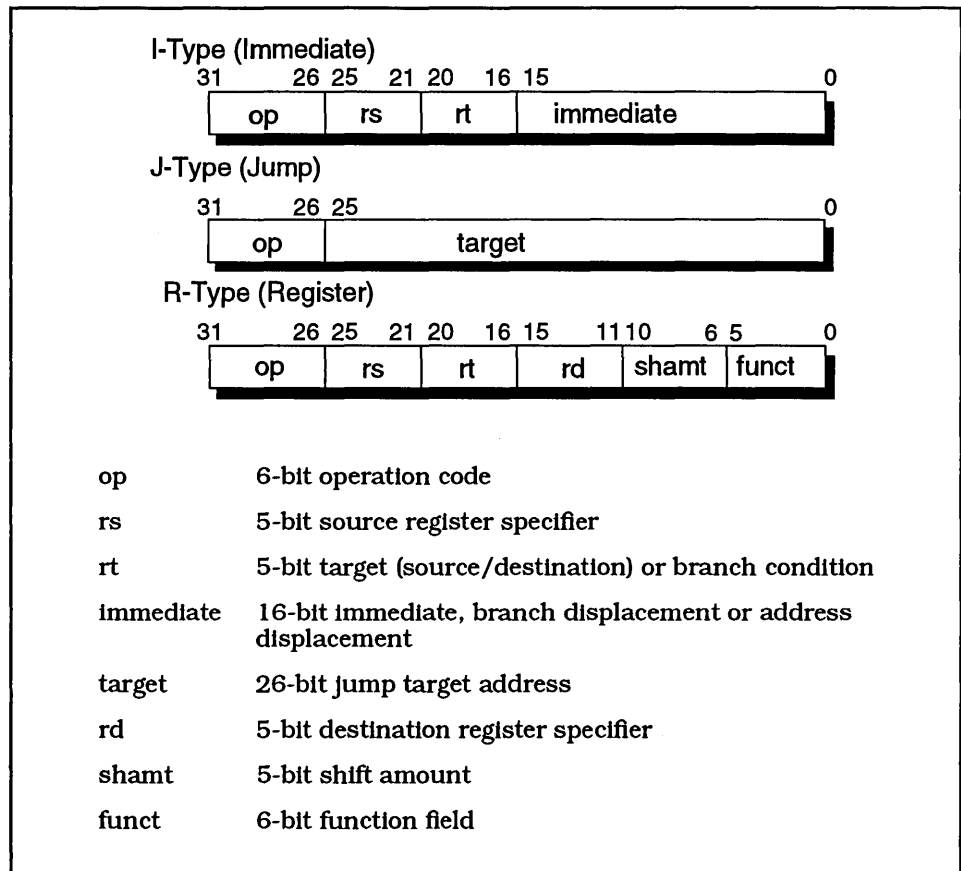 I-Type (Immediate)
31 26 25 21 20 16 15 0
op rs rt immediate
J-Type (Jump)
31 26 25 0
op target
R-Type (Register)
31 26 25 21 20 16 15 11 10 6 5 0
op rs rt rd shamt funct
op 6-bit operation code
rs 5-bit source register specifier
rt 5-bit target (source/destination) or branch condition
immediate 16-bit immediate, branch displacement or address
displacement
target 26-bit jump target address
rd 5-bit destination register specifier
shamt 5-bit shift amount
funct 6-bit function field